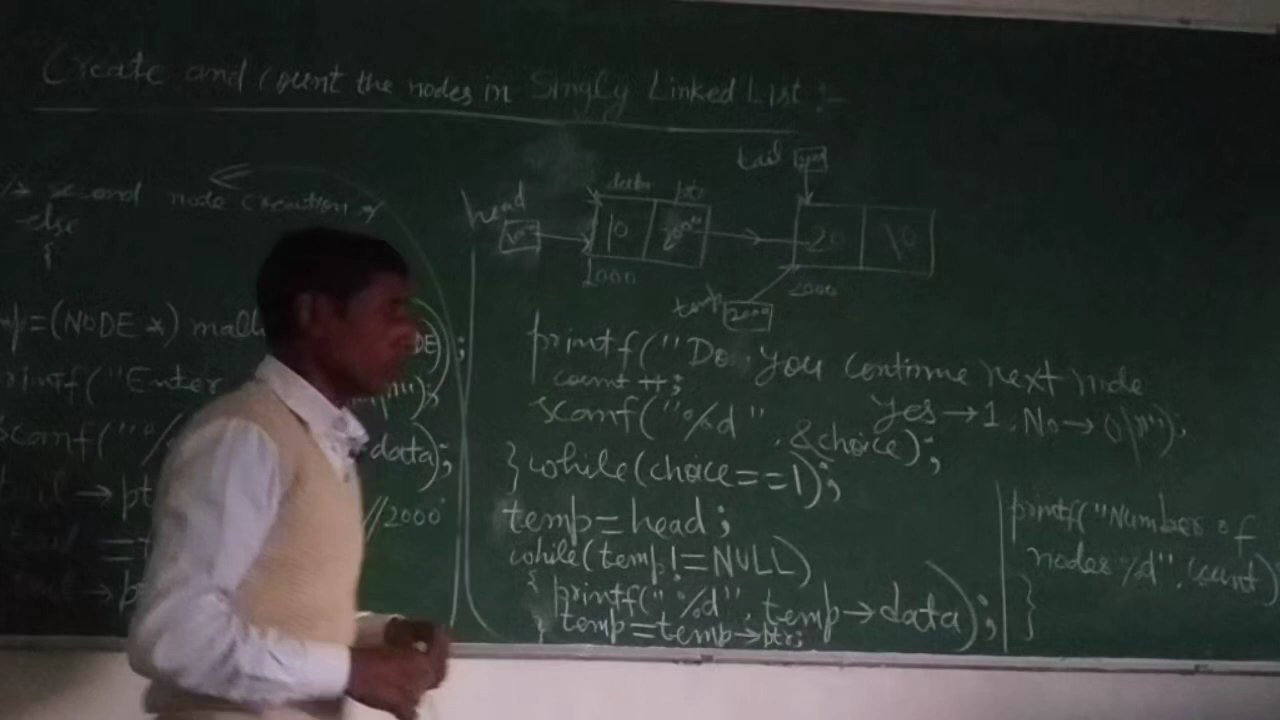 Create and count the nodes in Singly Linked List :-
second node creation */
else
{
=(NODE *) mall DE));
printf("Enter ");
scanf("% data);
→ pt //2000
=
→ p
head
data ptr
10 2000
1000
tail
20 10
2000
temp 2000
printf("Do you continue next node
Yes→1, No→0\n");
count ++;
scanf("%d", &choice);
} while(choice==1);
temp=head;
while(temp!=NULL)
{ printf("%d", temp→data);
temp=temp→ptr;
}
printf("Number of
nodes %d", count)
}